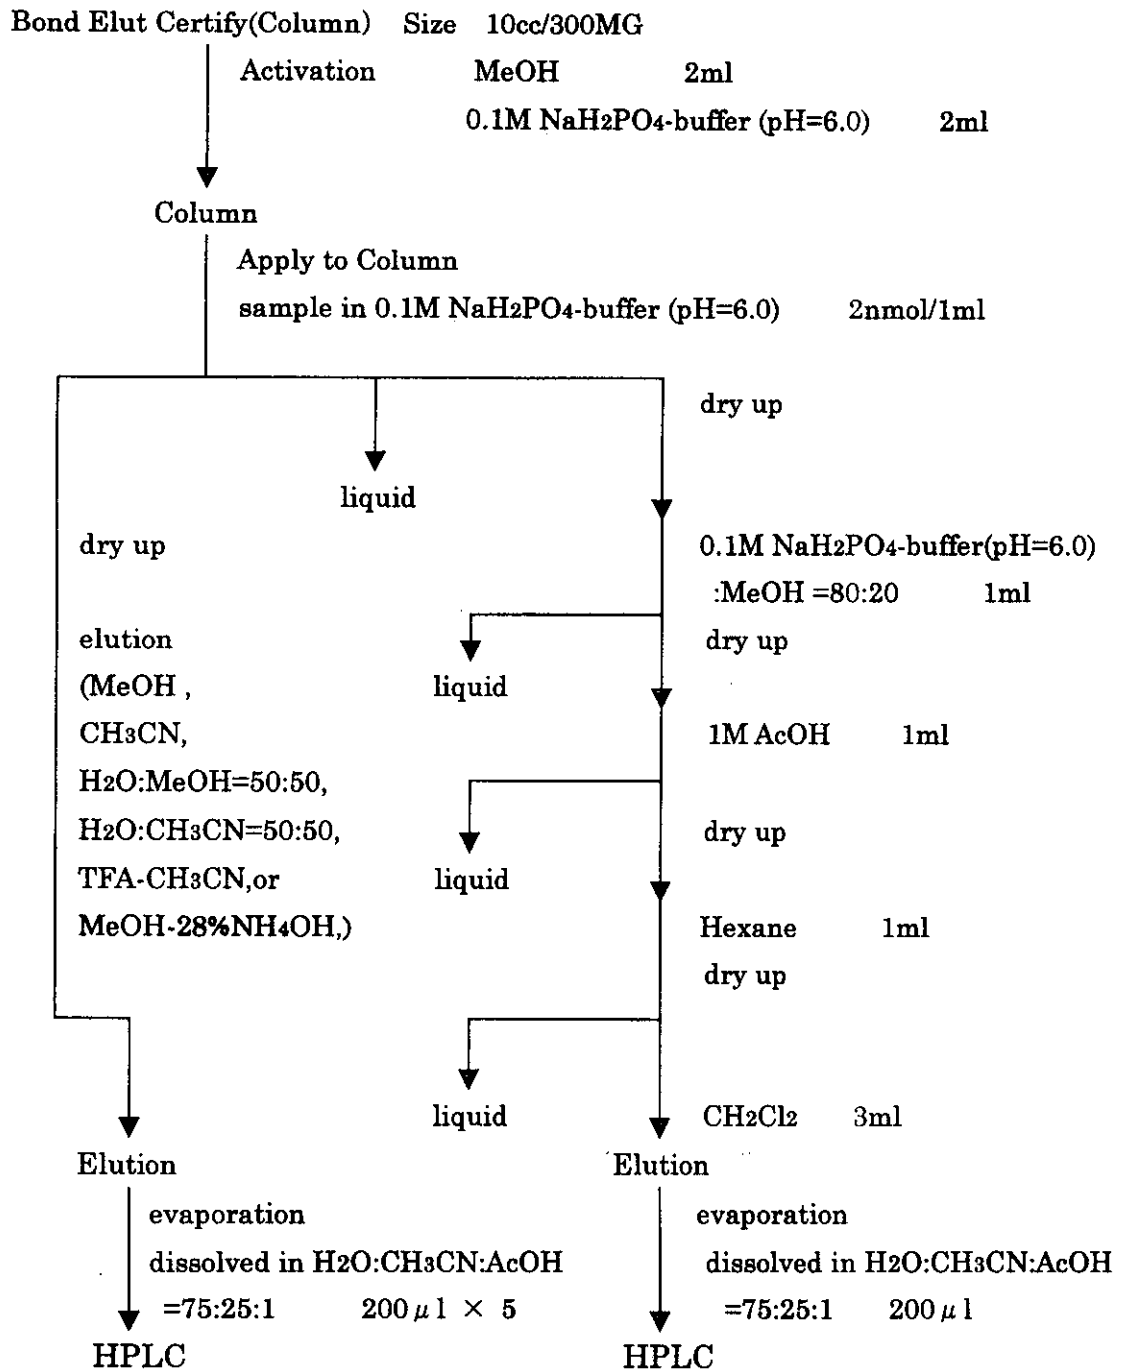 Bond Elut Certify(Column) Size 10cc/300MG
Activation MeOH 2ml
0.1M NaH2PO4-buffer (pH=6.0) 2ml
Column
Apply to Column
sample in 0.1M NaH2PO4-buffer (pH=6.0) 2nmol/1ml
dry up
liquid
dry up
elution
(MeOH ,
CH3CN,
H2O:MeOH=50:50,
H2O:CH3CN=50:50,
TFA-CH3CN,or
MeOH-28%NH4OH,)
0.1M NaH2PO4-buffer(pH=6.0)
:MeOH =80:20 1ml
dry up
liquid
1M AcOH 1ml
dry up
liquid
Hexane 1ml
dry up
liquid
CH2Cl2 3ml
Elution
evaporation
dissolved in H2O:CH3CN:AcOH
=75:25:1 200μl × 5
HPLC
Elution
evaporation
dissolved in H2O:CH3CN:AcOH
=75:25:1 200μl
HPLC